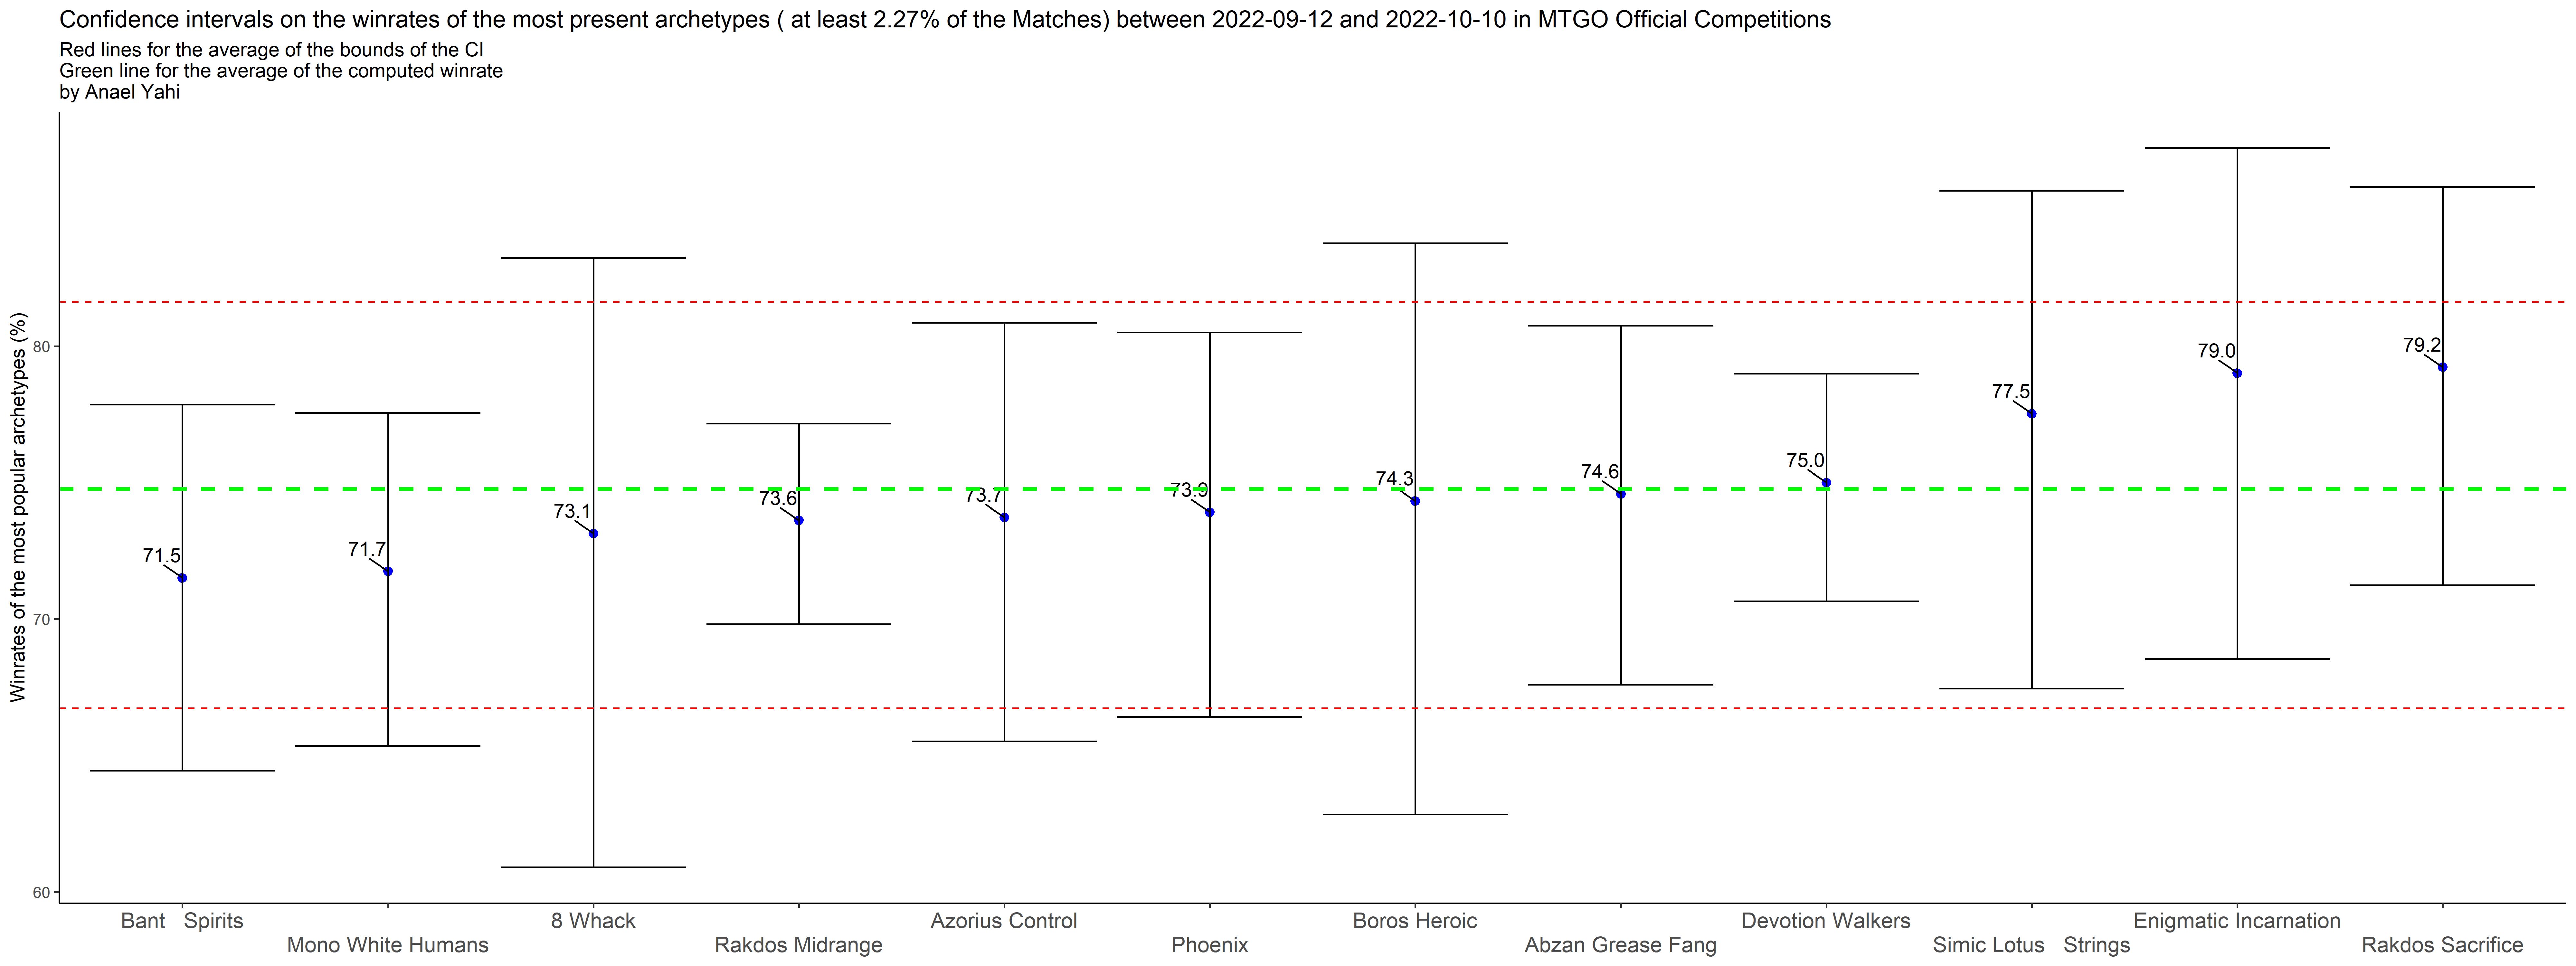 Confidence intervals on the winrates of the most present archetypes ( at least 2.27% of the Matches) between 2022-09-12 and 2022-10-10 in MTGO Official Competitions
Red lines for the average of the bounds of the CI
Green line for the average of the computed winrate
by Anael Yahi
Winrates of the most popular archetypes (%)
80
70
60
71.5
71.7
73.1
73.6
73.7
73.9
74.3
74.6
75.0
77.5
79.0
79.2
Bant   Spirits
Mono White Humans
8 Whack
Rakdos Midrange
Azorius Control
Phoenix
Boros Heroic
Abzan Grease Fang
Devotion Walkers
Simic Lotus   Strings
Enigmatic Incarnation
Rakdos Sacrifice